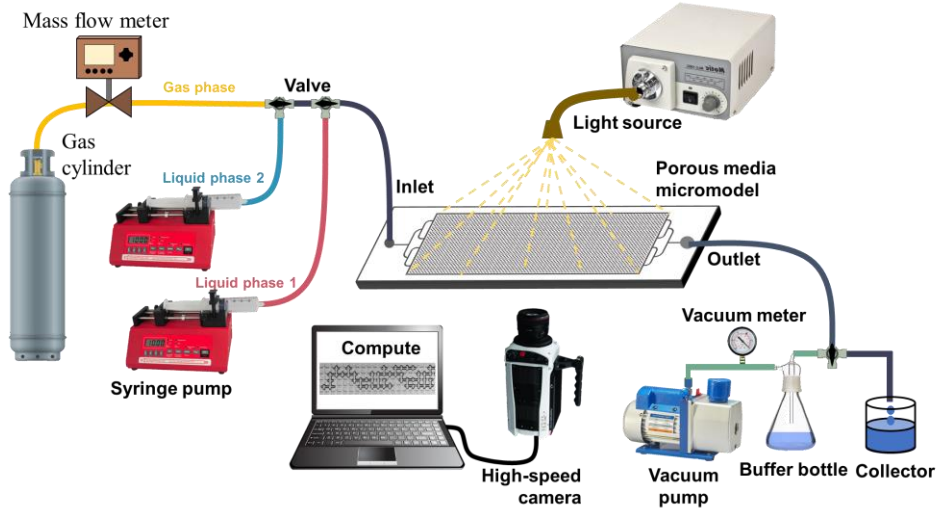 Mass flow meter
Gas phase
Valve
Gas
cylinder
Liquid phase 2
Liquid phase 1
Syringe pump
Inlet
Light source
Porous media
micromodel
Outlet
Compute
High-speed
camera
Vacuum meter
Vacuum
pump
Buffer bottle
Collector